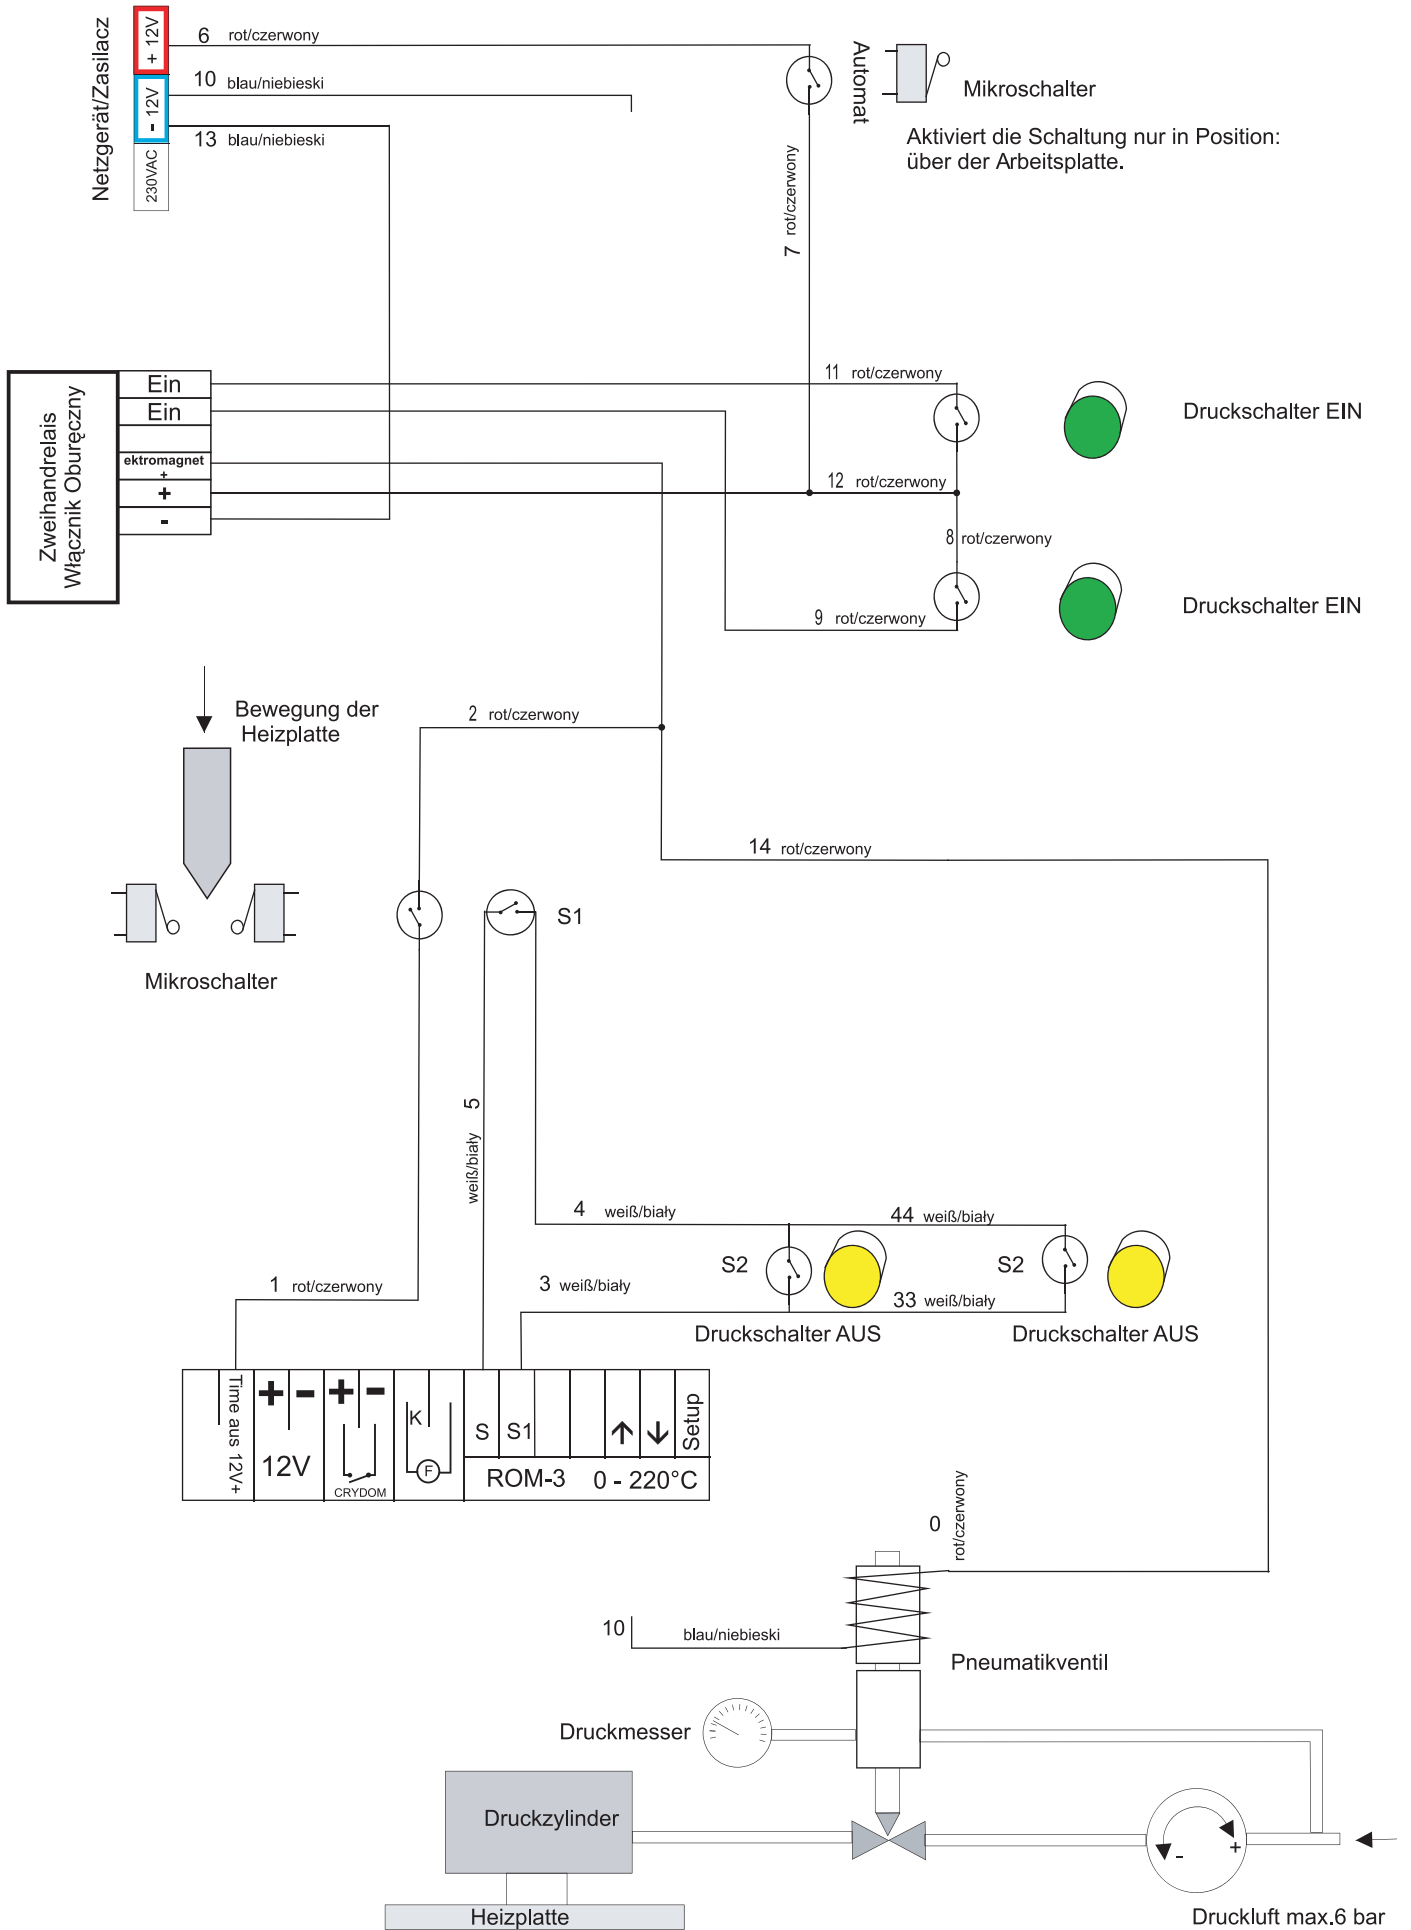 Netzgerät/Zasilacz
+ 12V
- 12V
230VAC
6 rot/czerwony
10 blau/niebieski
13 blau/niebieski
Automat
Mikroschalter
Aktiviert die Schaltung nur in Position:
über der Arbeitsplatte.
7 rot/czerwony
Zweihandrelais
Włącznik Oburęczny
Ein
Ein
ektromagnet
+
+
-
11 rot/czerwony
Druckschalter EIN
12 rot/czerwony
8 rot/czerwony
9 rot/czerwony
Druckschalter EIN
Bewegung der
Heizplatte
2 rot/czerwony
14 rot/czerwony
S1
Mikroschalter
5 weiß/biały
4 weiß/biały
44 weiß/biały
S2
S2
1 rot/czerwony
3 weiß/biały
33 weiß/biały
Druckschalter AUS
Druckschalter AUS
Time aus 12V+
+ -
12V
+ -
CRYDOM
K
F
S
S1
↑
↓
Setup
ROM-3 0 - 220°C
0 rot/czerwony
10 blau/niebieski
Pneumatikventil
Druckmesser
Druckzylinder
- +
Heizplatte
Druckluft max.6 bar